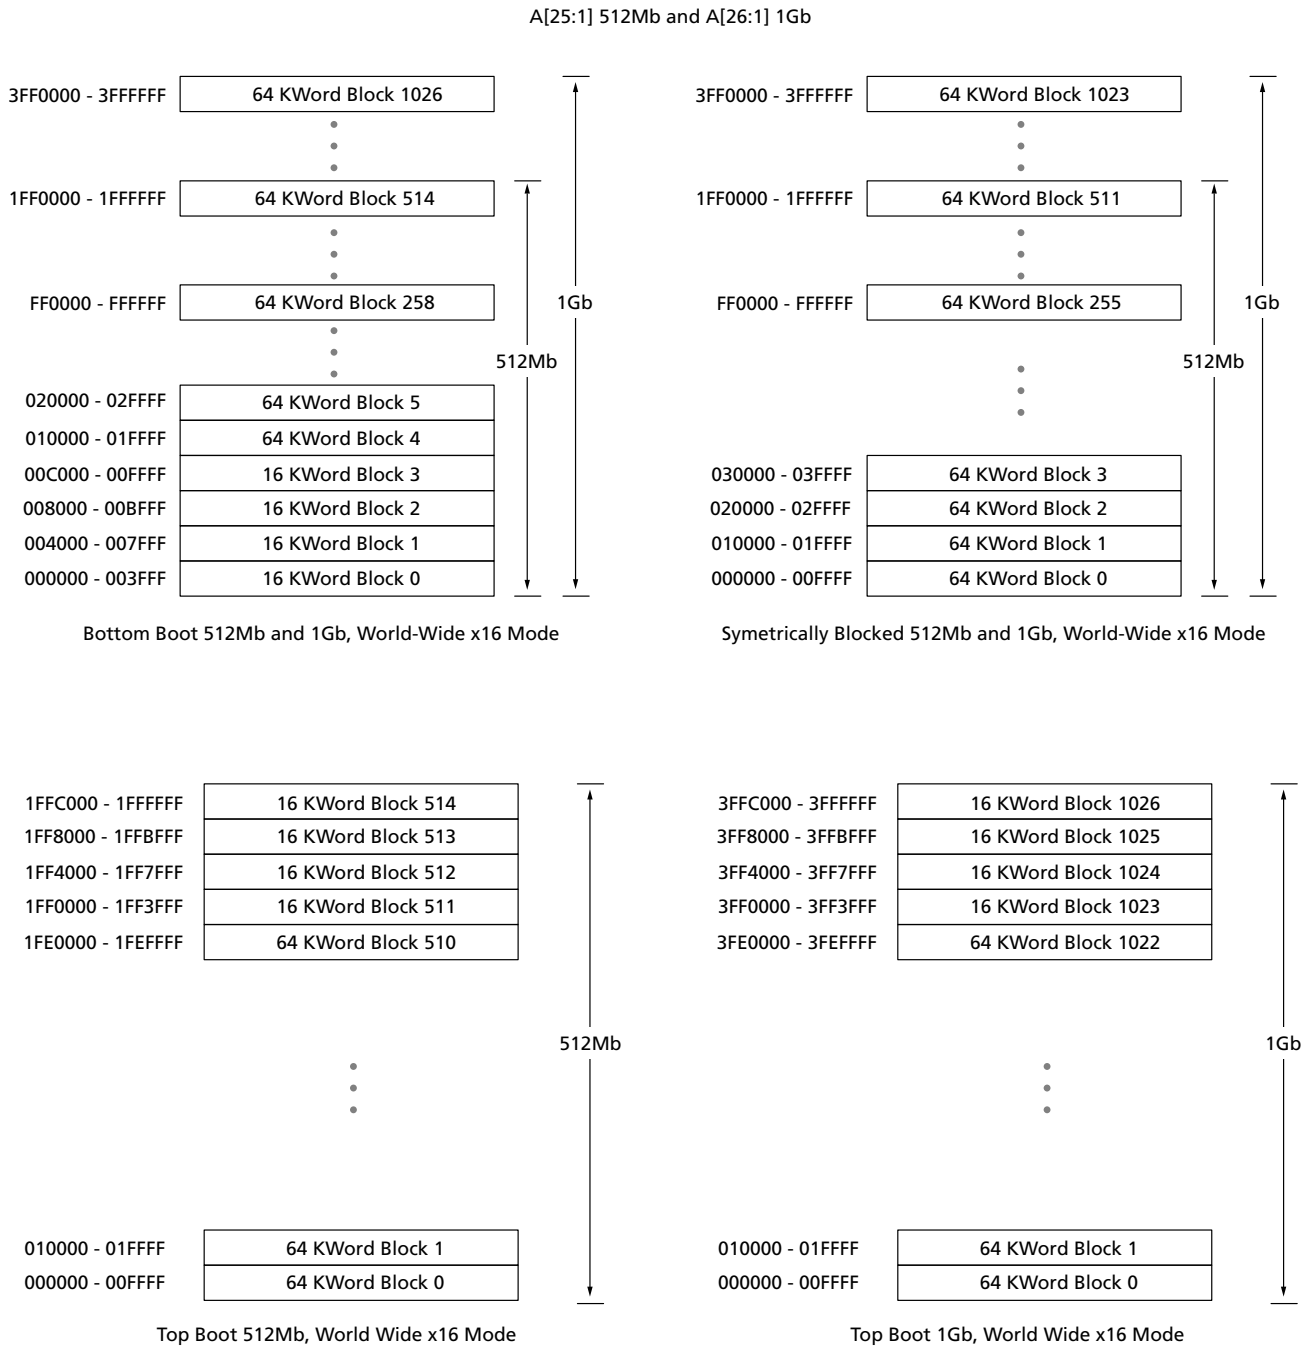 A[25:1] 512Mb and A[26:1] 1Gb
3FF0000 - 3FFFFFF 64 KWord Block 1026
1FF0000 - 1FFFFFF 64 KWord Block 514
FF0000 - FFFFFF 64 KWord Block 258 1Gb
512Mb
020000 - 02FFFF 64 KWord Block 5
010000 - 01FFFF 64 KWord Block 4
00C000 - 00FFFF 16 KWord Block 3
008000 - 00BFFF 16 KWord Block 2
004000 - 007FFF 16 KWord Block 1
000000 - 003FFF 16 KWord Block 0
Bottom Boot 512Mb and 1Gb, World-Wide x16 Mode
3FF0000 - 3FFFFFF 64 KWord Block 1023
1FF0000 - 1FFFFFF 64 KWord Block 511
FF0000 - FFFFFF 64 KWord Block 255 1Gb
512Mb
030000 - 03FFFF 64 KWord Block 3
020000 - 02FFFF 64 KWord Block 2
010000 - 01FFFF 64 KWord Block 1
000000 - 00FFFF 64 KWord Block 0
Symetrically Blocked 512Mb and 1Gb, World-Wide x16 Mode
1FFC000 - 1FFFFFF 16 KWord Block 514
1FF8000 - 1FFBFFF 16 KWord Block 513
1FF4000 - 1FF7FFF 16 KWord Block 512
1FF0000 - 1FF3FFF 16 KWord Block 511
1FE0000 - 1FEFFFF 64 KWord Block 510
512Mb
010000 - 01FFFF 64 KWord Block 1
000000 - 00FFFF 64 KWord Block 0
Top Boot 512Mb, World Wide x16 Mode
3FFC000 - 3FFFFFF 16 KWord Block 1026
3FF8000 - 3FFBFFF 16 KWord Block 1025
3FF4000 - 3FF7FFF 16 KWord Block 1024
3FF0000 - 3FF3FFF 16 KWord Block 1023
3FE0000 - 3FEFFFF 64 KWord Block 1022
1Gb
010000 - 01FFFF 64 KWord Block 1
000000 - 00FFFF 64 KWord Block 0
Top Boot 1Gb, World Wide x16 Mode